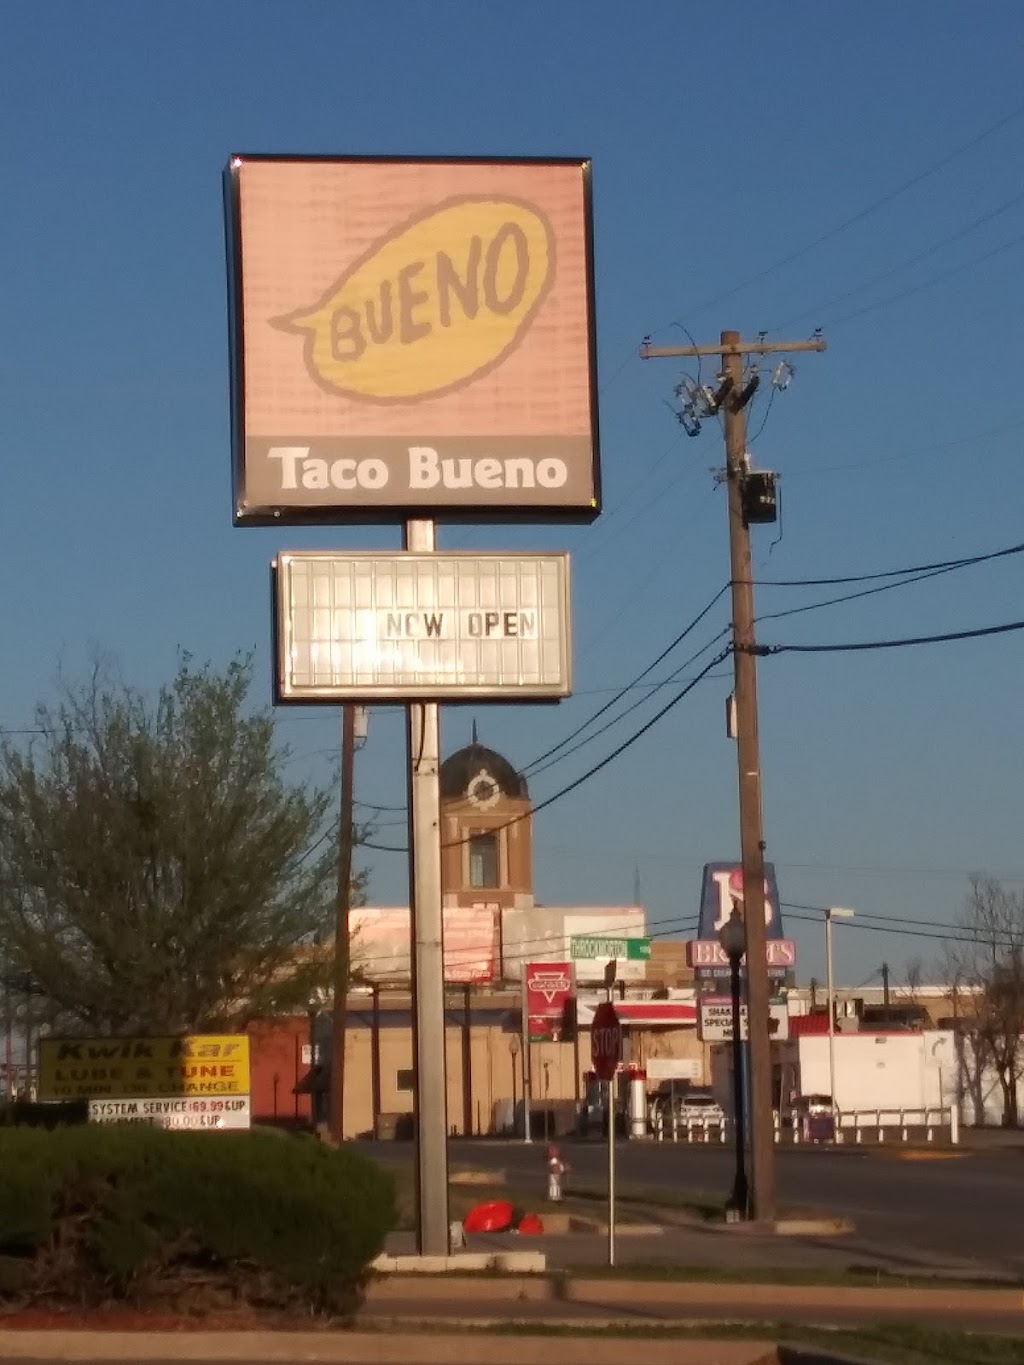 BUENO
Taco Bueno
NOW OPEN
THROCKMORTON
STOP
Kwik Kar
LUBE & TUNE
10 MIN. OIL CHANGE
SYSTEM SERVICE 69.99 & UP